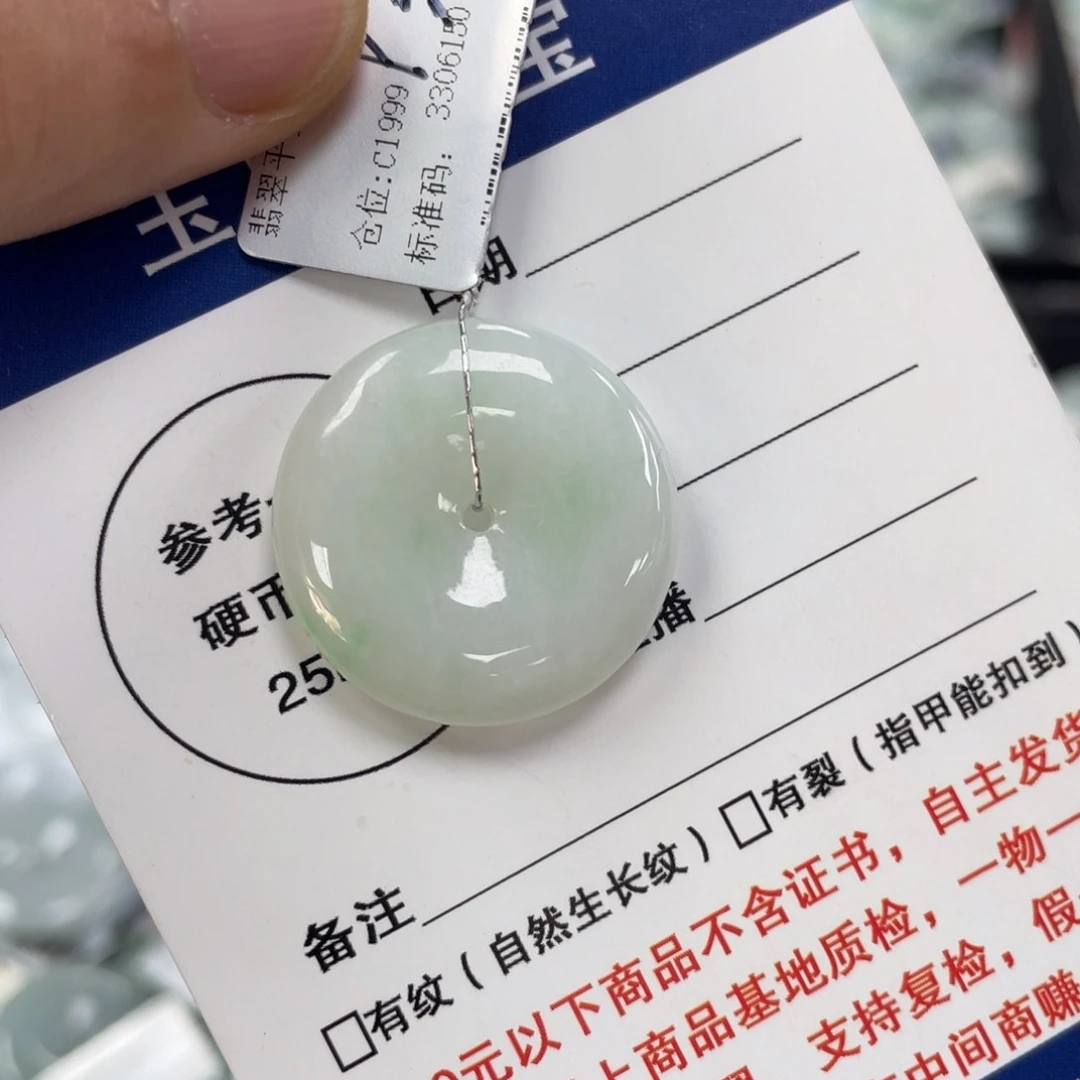 翡翠平
仓位:C1999
标准码: 3306150
玉
宝
日期
参考
硬币
25
播
备注
□有纹(自然生长纹) □有裂(指甲能扣到)
元以下商品不含证书,自主发货
上商品基地质检,一物一
支持复检,假
中间商赚